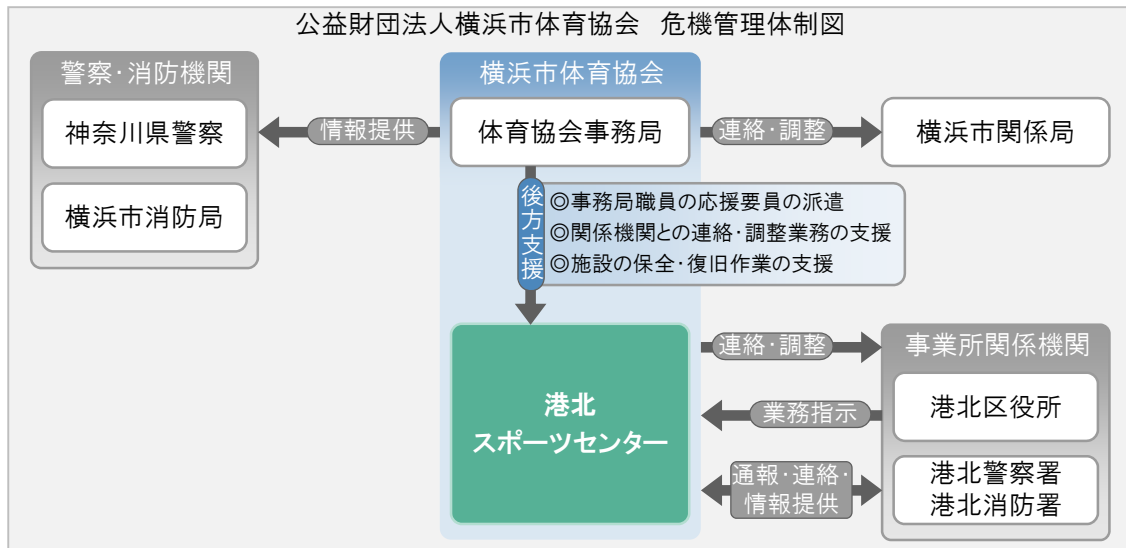 公益財団法人横浜市体育協会　危機管理体制図
警察・消防機関
神奈川県警察
横浜市消防局
情報提供
横浜市体育協会
体育協会事務局
連絡・調整
横浜市関係局
後方支援
◎事務局職員の応援要員の派遣
◎関係機関との連絡・調整業務の支援
◎施設の保全・復旧作業の支援
港北
スポーツセンター
連絡・調整
業務指示
通報・連絡・
情報提供
事業所関係機関
港北区役所
港北警察署
港北消防署